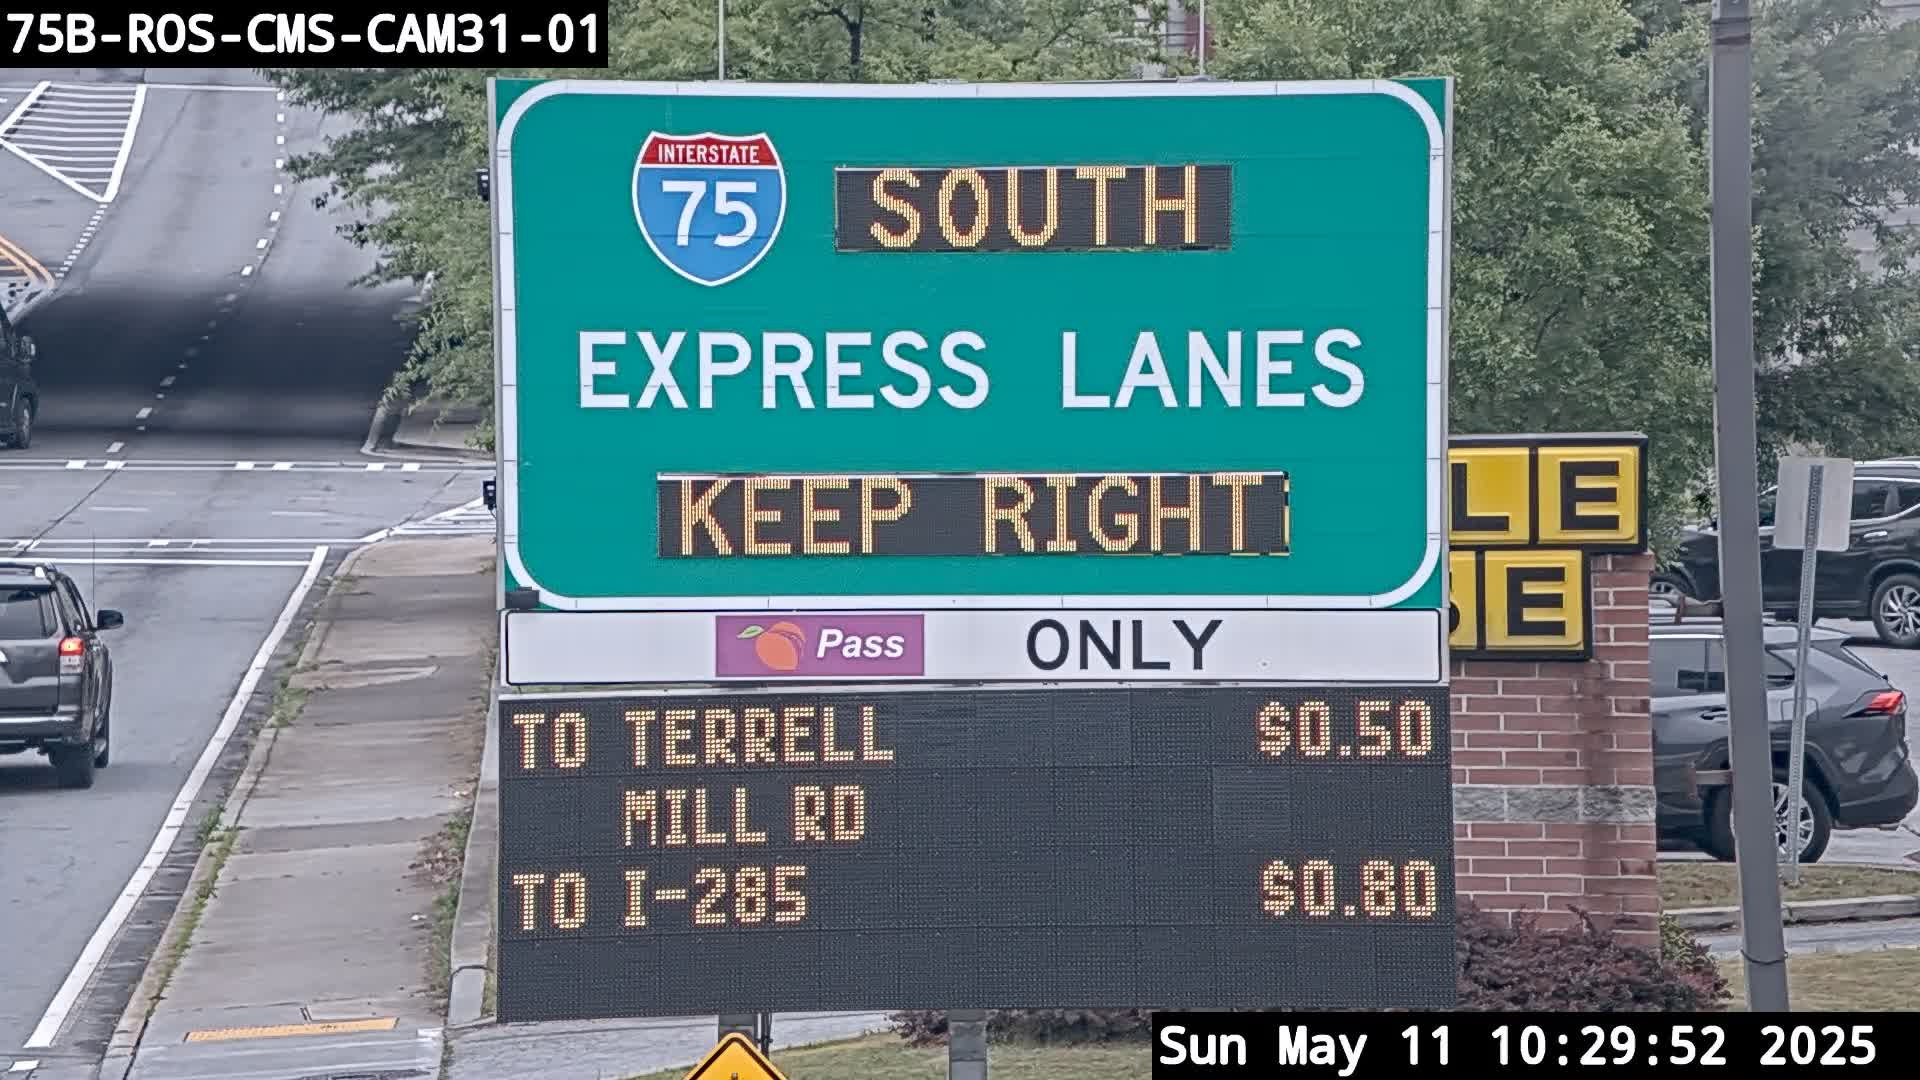 75B-ROS-CMS-CAM31-01
INTERSTATE
75
SOUTH
EXPRESS LANES
KEEP RIGHT
Pass ONLY
TO TERRELL $0.50
MILL RD
TO I-285 $0.80
LE
E
Sun May 11 10:29:52 2025